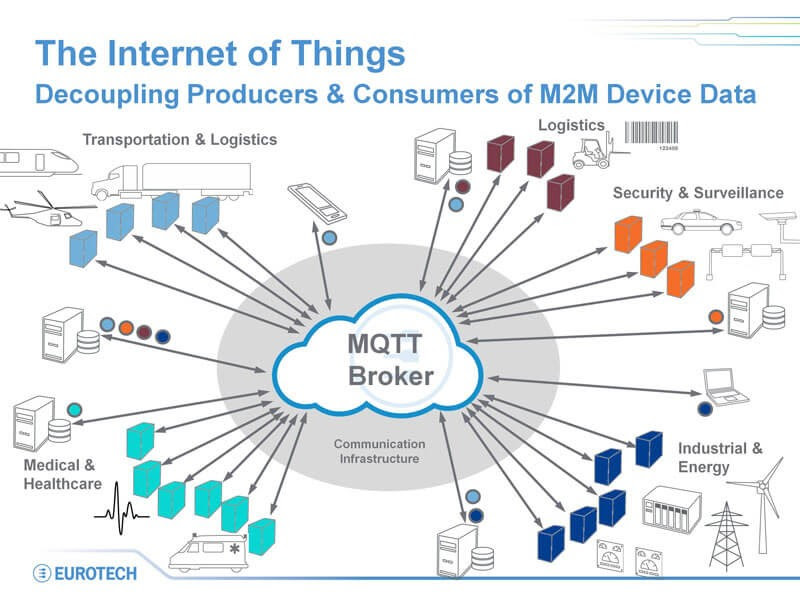 The Internet of Things
Decoupling Producers & Consumers of M2M Device Data
Transportation & Logistics
Logistics
123456
Security & Surveillance
MQTT
Broker
Communication
Infrastructure
Medical &
Healthcare
Industrial &
Energy
EUROTECH